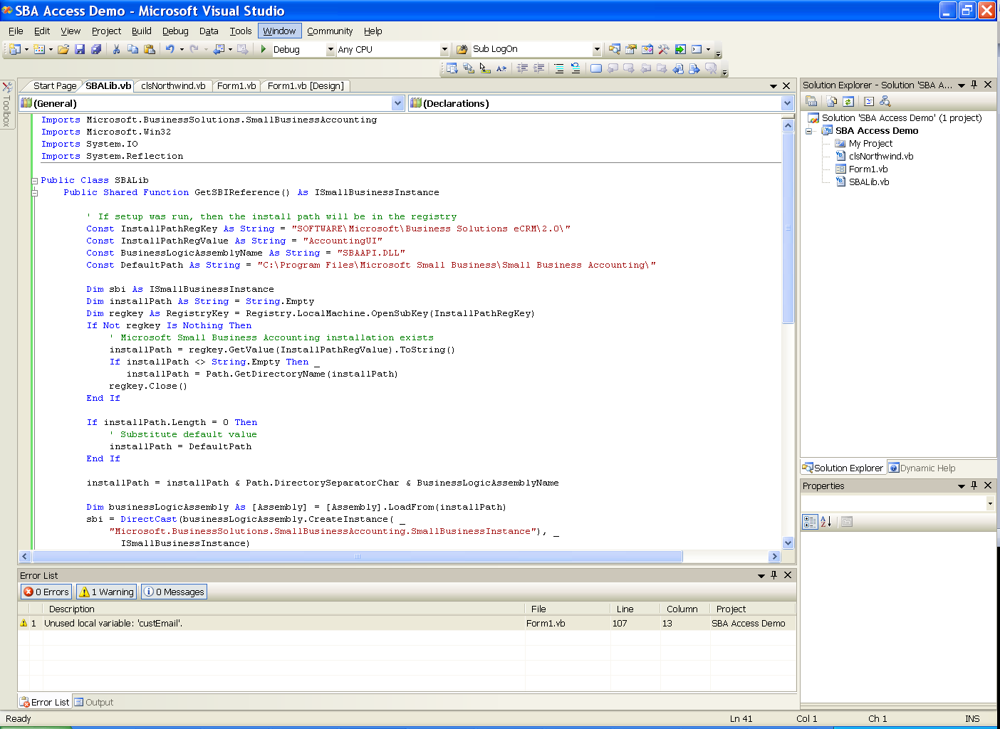 SBA Access Demo - Microsoft Visual Studio
File Edit View Project Build Debug Data Tools Window Community Help
Debug Any CPU Sub LogOn
Toolbox
Start Page SBALib.vb clsNorthwind.vb Form1.vb Form1.vb [Design]
(General) (Declarations)
Imports Microsoft.BusinessSolutions.SmallBusinessAccounting
Imports Microsoft.Win32
Imports System.IO
Imports System.Reflection
Public Class SBALib
Public Shared Function GetSBIReference() As ISmallBusinessInstance
' If setup was run, then the install path will be in the registry
Const InstallPathRegKey As String = "SOFTWARE\Microsoft\Business Solutions eCRM\2.0\"
Const InstallPathRegValue As String = "AccountingUI"
Const BusinessLogicAssemblyName As String = "SBAAPI.DLL"
Const DefaultPath As String = "C:\Program Files\Microsoft Small Business\Small Business Accounting\"
Dim sbi As ISmallBusinessInstance
Dim installPath As String = String.Empty
Dim regkey As RegistryKey = Registry.LocalMachine.OpenSubKey(InstallPathRegKey)
If Not regkey Is Nothing Then
' Microsoft Small Business Accounting installation exists
installPath = regkey.GetValue(InstallPathRegValue).ToString()
If installPath <> String.Empty Then _
installPath = Path.GetDirectoryName(installPath)
regkey.Close()
End If
If installPath.Length = 0 Then
' Substitute default value
installPath = DefaultPath
End If
installPath = installPath & Path.DirectorySeparatorChar & BusinessLogicAssemblyName
Dim businessLogicAssembly As [Assembly] = [Assembly].LoadFrom(installPath)
sbi = DirectCast(businessLogicAssembly.CreateInstance( _
"Microsoft.BusinessSolutions.SmallBusinessAccounting.SmallBusinessInstance"), _
ISmallBusinessInstance)
Solution Explorer - Solution 'SBA A...
Solution 'SBA Access Demo' (1 project)
SBA Access Demo
My Project
clsNorthwind.vb
Form1.vb
SBALib.vb
Solution Explorer Dynamic Help
Properties
Error List
0 Errors 1 Warning 0 Messages
Description File Line Column Project
1 Unused local variable: 'custEmail'. Form1.vb 107 13 SBA Access Demo
Error List Output
Ready Ln 41 Col 1 Ch 1 INS